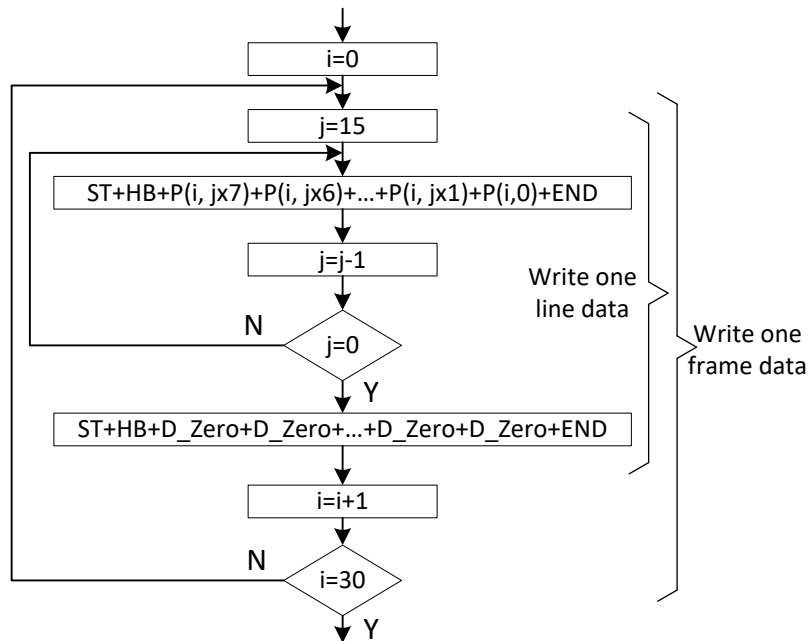 i=0
j=15
ST+HB+P(i, jx7)+P(i, jx6)+...+P(i, jx1)+P(i,0)+END
j=j-1
Write one
line data
N
j=0
Write one
frame data
Y
ST+HB+D_Zero+D_Zero+...+D_Zero+D_Zero+END
i=i+1
N
i=30
Y